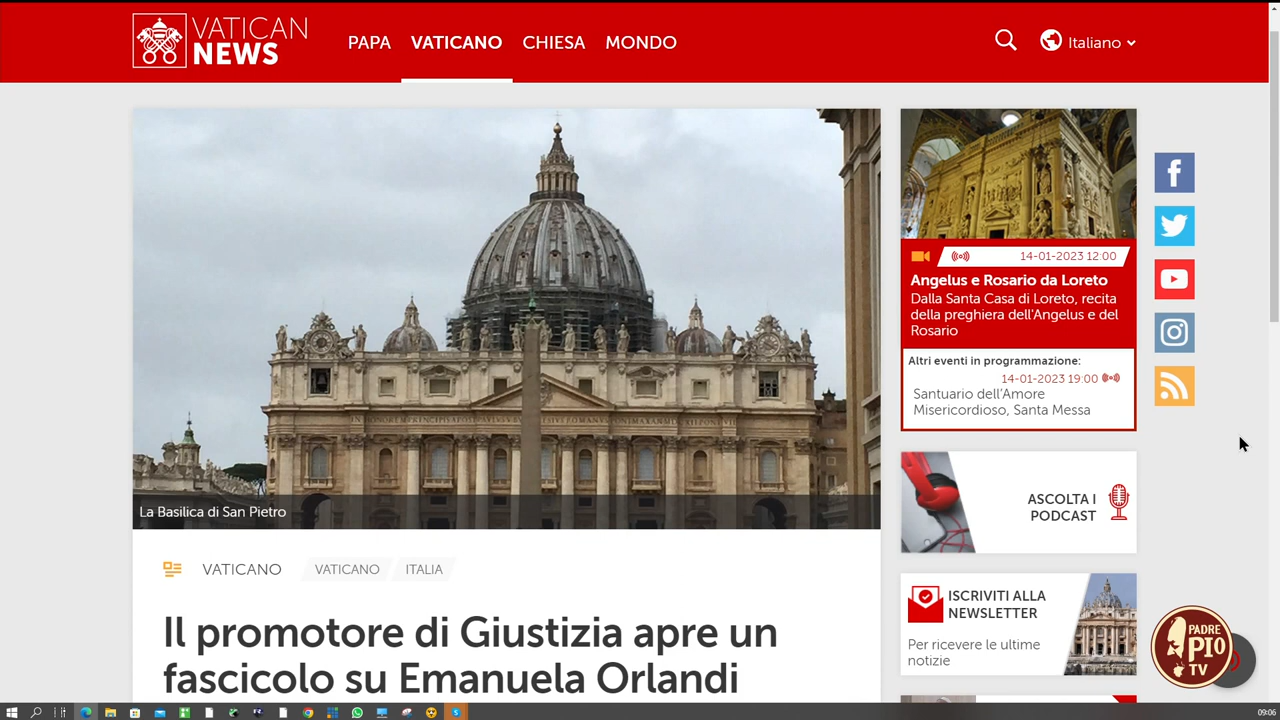 VATICAN
NEWS
PAPA
VATICANO
CHIESA
MONDO
Italiano
La Basilica di San Pietro
VATICANO
VATICANO
ITALIA
Il promotore di Giustizia apre un
fascicolo su Emanuela Orlandi
14-01-2023 12:00
Angelus e Rosario da Loreto
Dalla Santa Casa di Loreto, recita
della preghiera dell'Angelus e del
Rosario
Altri eventi in programmazione:
14-01-2023 19:00
Santuario dell'Amore
Misericordioso, Santa Messa
ASCOLTA I
PODCAST
ISCRIVITI ALLA
NEWSLETTER
Per ricevere le ultime
notizie
PADRE
PIO
TV
09:06